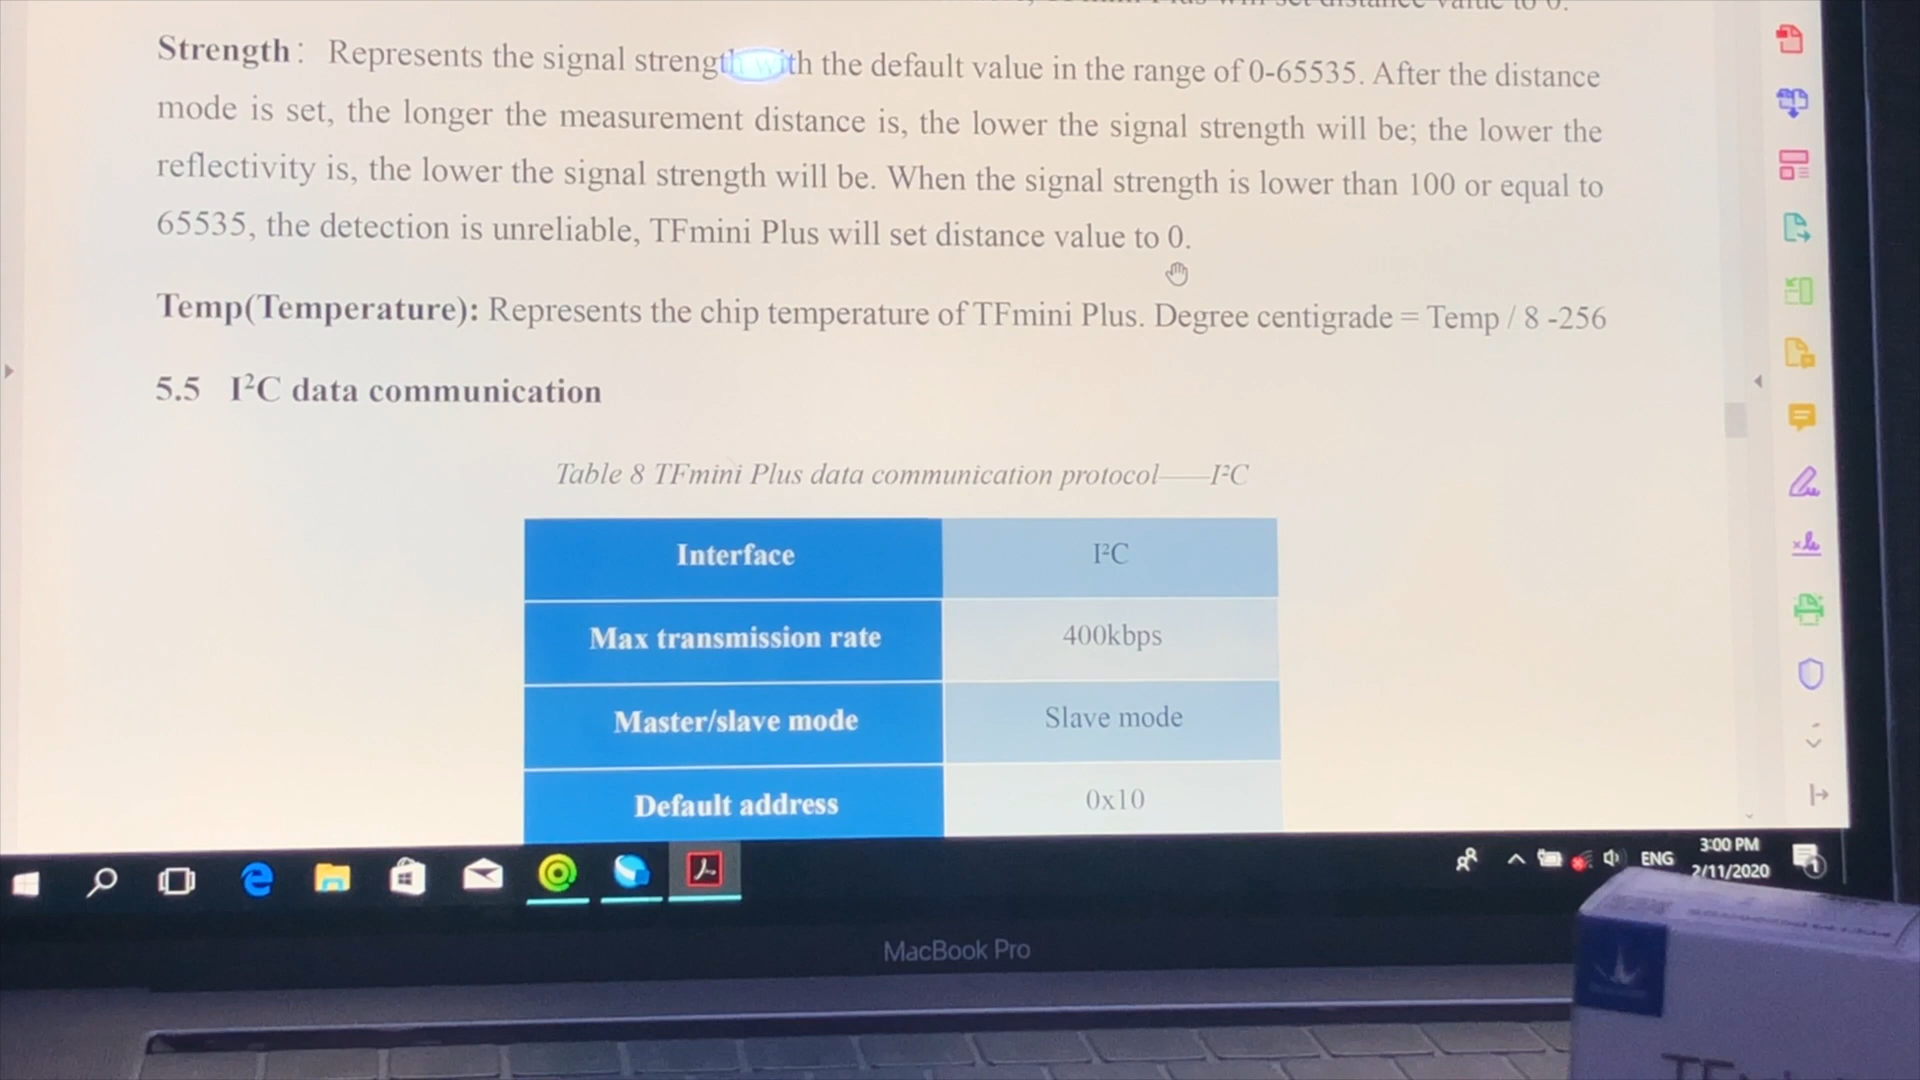 Strength: Represents the signal strength with the default value in the range of 0-65535. After the distance
mode is set, the longer the measurement distance is, the lower the signal strength will be; the lower the
reflectivity is, the lower the signal strength will be. When the signal strength is lower than 100 or equal to
65535, the detection is unreliable, TFmini Plus will set distance value to 0.
Temp(Temperature): Represents the chip temperature of TFmini Plus. Degree centigrade = Temp / 8 -256
5.5 I²C data communication
Table 8 TFmini Plus data communication protocol——I²C
Interface I²C
Max transmission rate 400kbps
Master/slave mode Slave mode
Default address 0x10
ENG
3:00 PM
2/11/2020
1
MacBook Pro